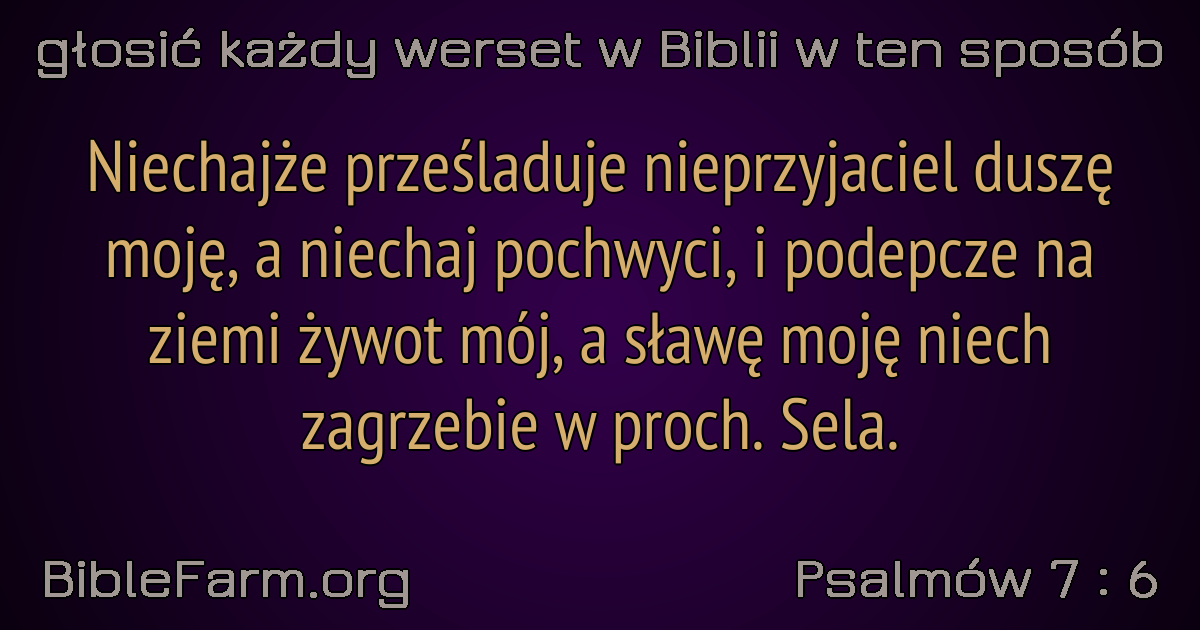 głosić każdy werset w Biblii w ten sposób
Niechajże prześladuje nieprzyjaciel duszę
moję, a niechaj pochwyci, i podepcze na
ziemi żywot mój, a sławę moję niech
zagrzebie w proch. Sela.
BibleFarm.org
Psalmów 7 : 6